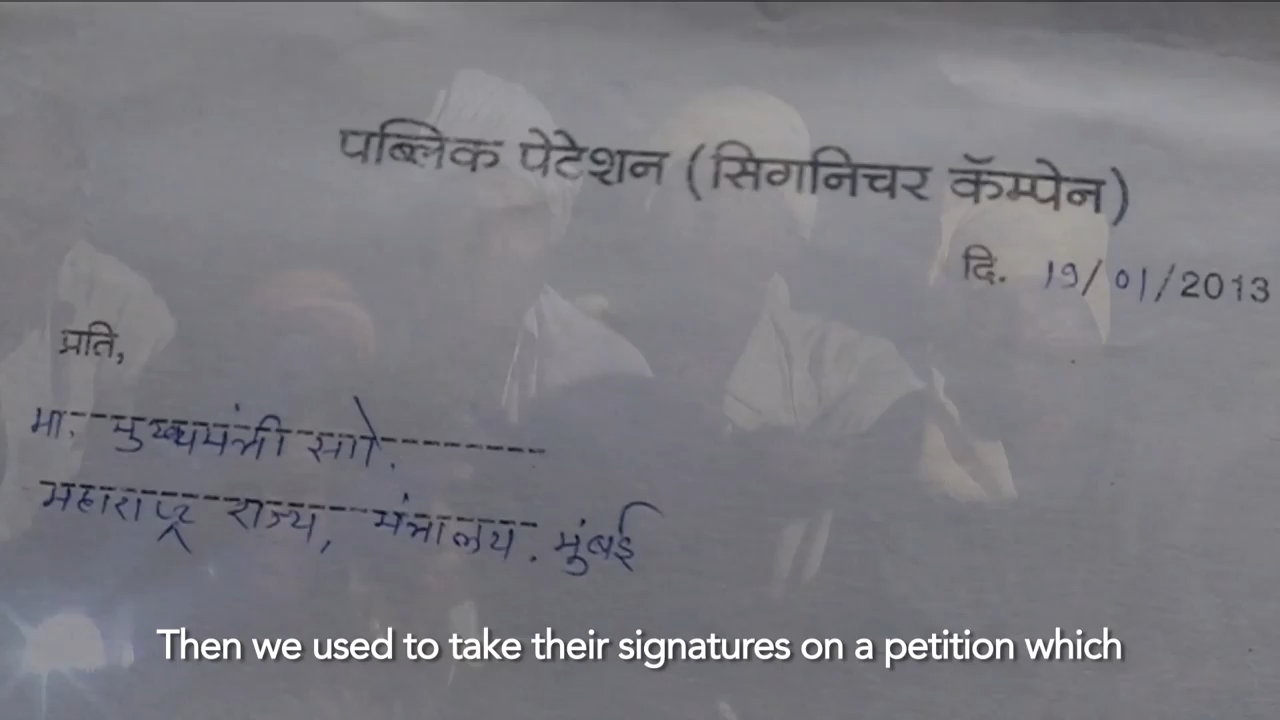 पब्लिक पेटेशन (सिगनिचर कॅम्पेन)
दि. 19/01/2013
प्रति,
मा. मुख्यमंत्री साो.
महाराष्ट्र राज्य, मंत्रालय. मुंबई
Then we used to take their signatures on a petition which